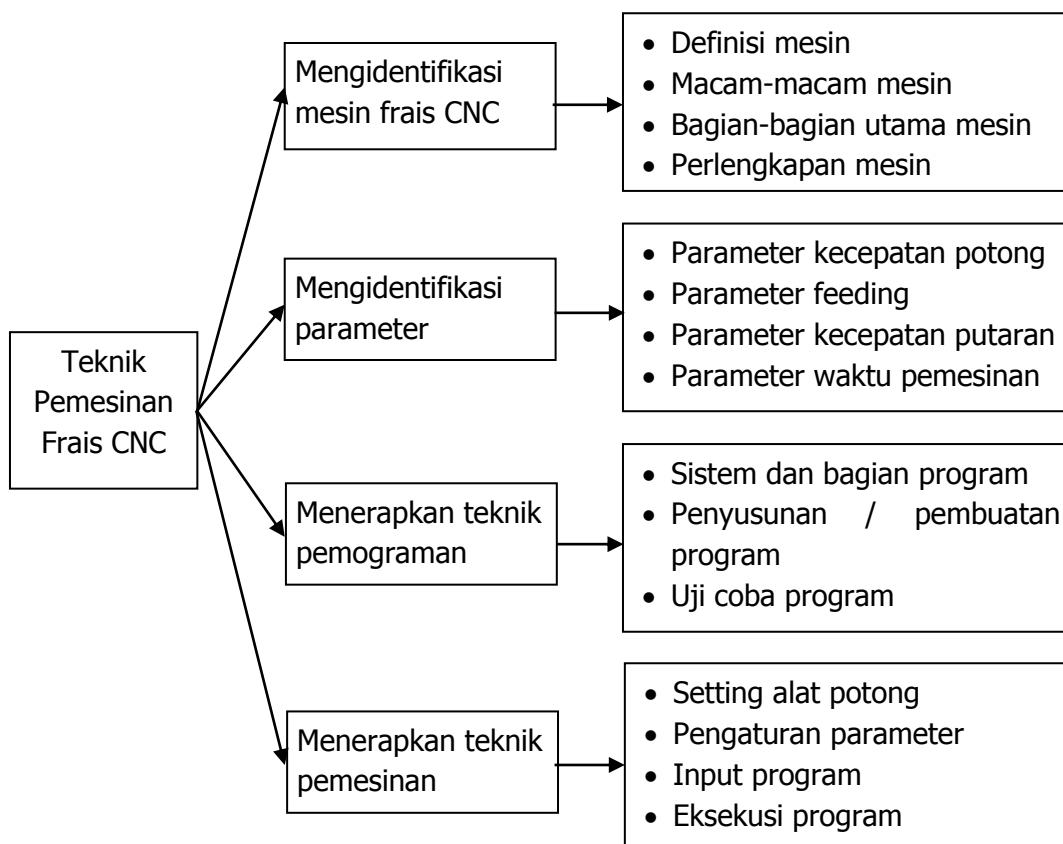 Teknik
Pemesinan
Frais CNC
Mengidentifikasi
mesin frais CNC
• Definisi mesin
• Macam-macam mesin
• Bagian-bagian utama mesin
• Perlengkapan mesin
Mengidentifikasi
parameter
• Parameter kecepatan potong
• Parameter feeding
• Parameter kecepatan putaran
• Parameter waktu pemesinan
Menerapkan teknik
pemograman
• Sistem dan bagian program
• Penyusunan / pembuatan
program
• Uji coba program
Menerapkan teknik
pemesinan
• Setting alat potong
• Pengaturan parameter
• Input program
• Eksekusi program